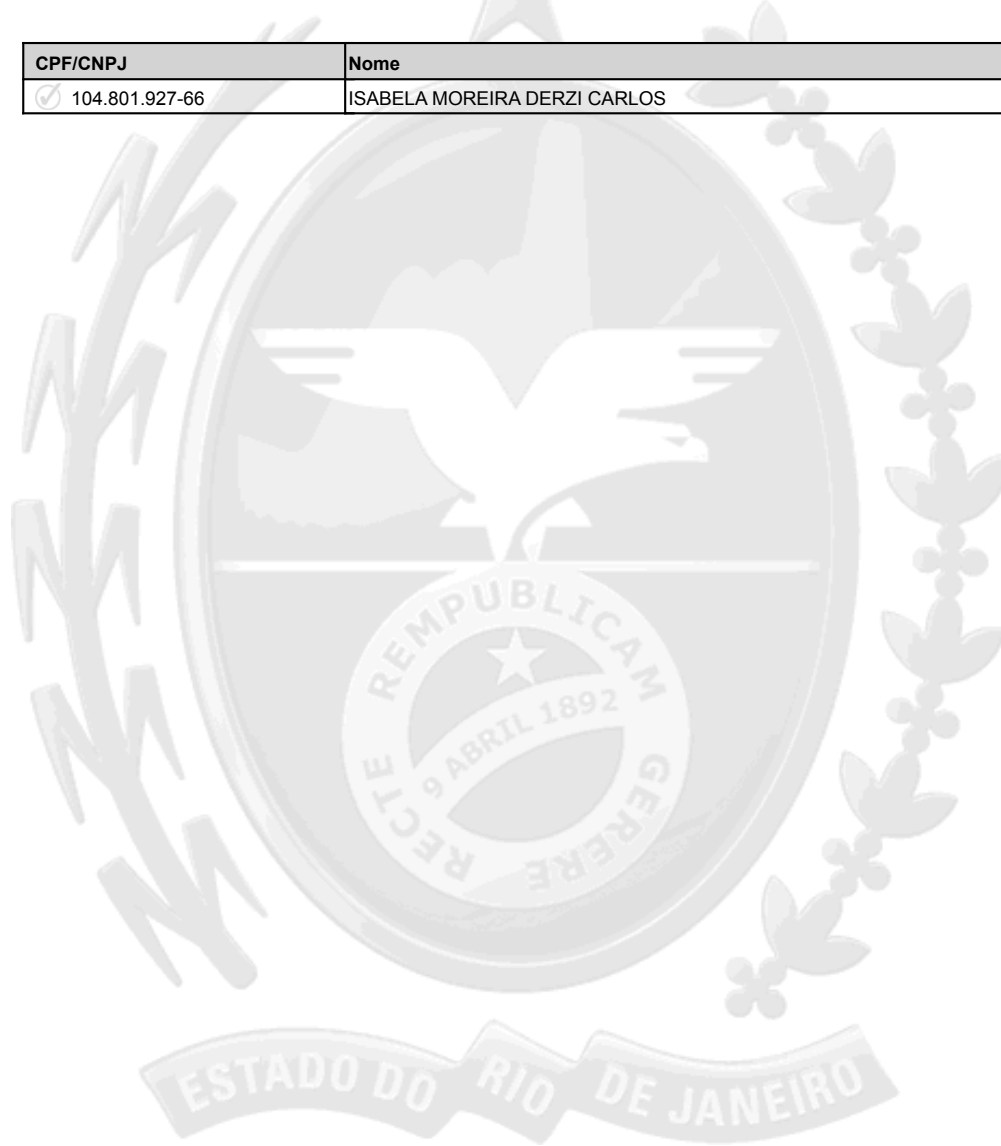 CPF/CNPJ Nome
104.801.927-66 ISABELA MOREIRA DERZI CARLOS
REMPUBLICAM
9 ABRIL 1892
RECTE GERERE
ESTADO DO RIO DE JANEIRO